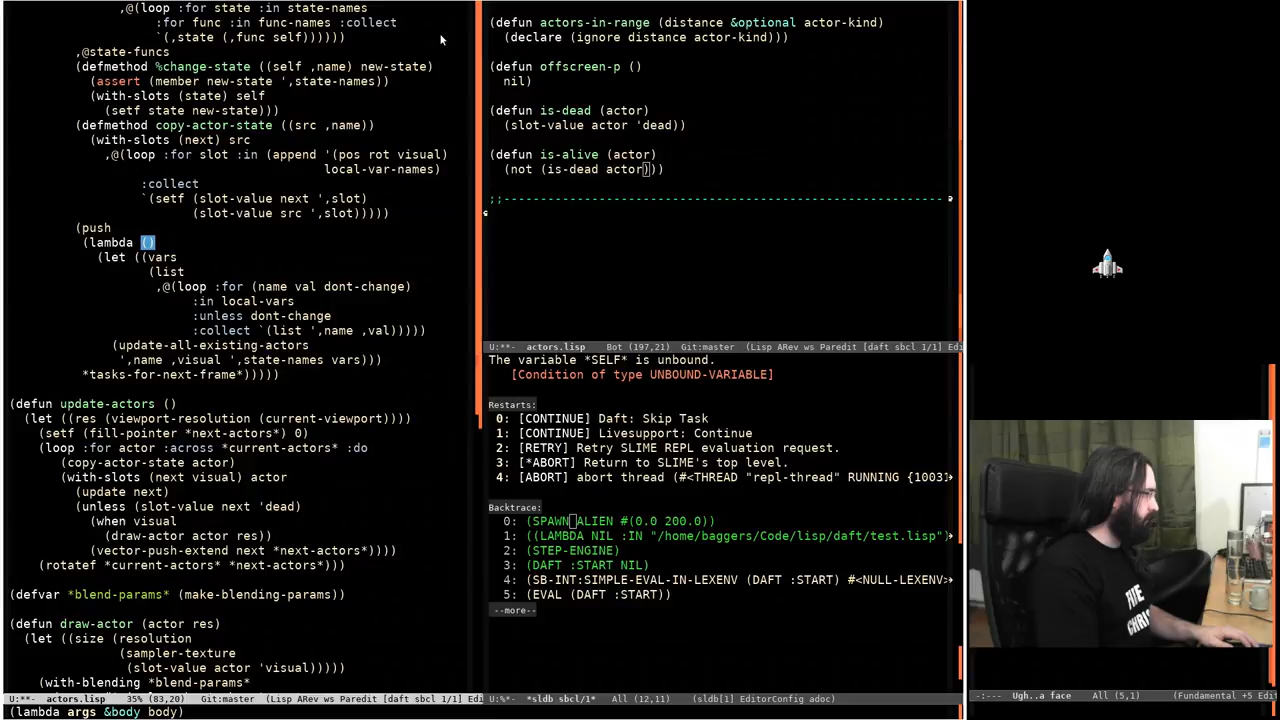 ,@(loop :for state :in state-names
:for func :in func-names :collect
`(,state (,func self))))))
,@state-funcs
(defmethod %change-state ((self ,name) new-state)
(assert (member new-state ',state-names))
(with-slots (state) self
(setf state new-state)))
(defmethod copy-actor-state ((src ,name))
(with-slots (next) src
,@(loop :for slot :in (append '(pos rot visual)
local-var-names)
:collect
`(setf (slot-value next ',slot)
(slot-value src ',slot)))))
(push
(lambda ()
(let ((vars
(list
,@(loop :for (name val dont-change)
:in local-vars
:unless dont-change
:collect `(list ',name ,val)))))
(update-all-existing-actors
',name ,visual ',state-names vars)))
*tasks-for-next-frame*)))))
(defun update-actors ()
(let ((res (viewport-resolution (current-viewport))))
(setf (fill-pointer *next-actors*) 0)
(loop :for actor :across *current-actors* :do
(copy-actor-state actor)
(with-slots (next visual) actor
(update next)
(unless (slot-value next 'dead)
(when visual
(draw-actor actor res))
(vector-push-extend next *next-actors*))))
(rotatef *current-actors* *next-actors*)))
(defvar *blend-params* (make-blending-params))
(defun draw-actor (actor res)
(let ((size (resolution
(sampler-texture
(slot-value actor 'visual)))))
(with-blending *blend-params*
U:**- actors.lisp 35% (83,20) Git:master (Lisp ARev ws Paredit [daft sbcl 1/1] Edi
(lambda args &body body)
(defun actors-in-range (distance &optional actor-kind)
(declare (ignore distance actor-kind)))
(defun offscreen-p ()
nil)
(defun is-dead (actor)
(slot-value actor 'dead))
(defun is-alive (actor)
(not (is-dead actor)))
;;------------------------------------------------------------
U:**- actors.lisp Bot (197,21) Git:master (Lisp ARev ws Paredit [daft sbcl 1/1] Edi
The variable *SELF* is unbound.
[Condition of type UNBOUND-VARIABLE]
Restarts:
0: [CONTINUE] Daft: Skip Task
1: [CONTINUE] Livesupport: Continue
2: [RETRY] Retry SLIME REPL evaluation request.
3: [*ABORT] Return to SLIME's top level.
4: [ABORT] abort thread (#<THREAD "repl-thread" RUNNING {1003
Backtrace:
0: (SPAWN ALIEN #(0.0 200.0))
1: ((LAMBDA NIL :IN "/home/baggers/Code/lisp/daft/test.lisp")
2: (STEP-ENGINE)
3: (DAFT :START NIL)
4: (SB-INT:SIMPLE-EVAL-IN-LEXENV (DAFT :START) #<NULL-LEXENV>
5: (EVAL (DAFT :START))
--more--
U:%*- *sldb sbcl/1* All (12,11) (sldb[1] EditorConfig adoc)
THE
CHRIS
-:--- Ugh..a face All (5,1) (Fundamental +5 Edi